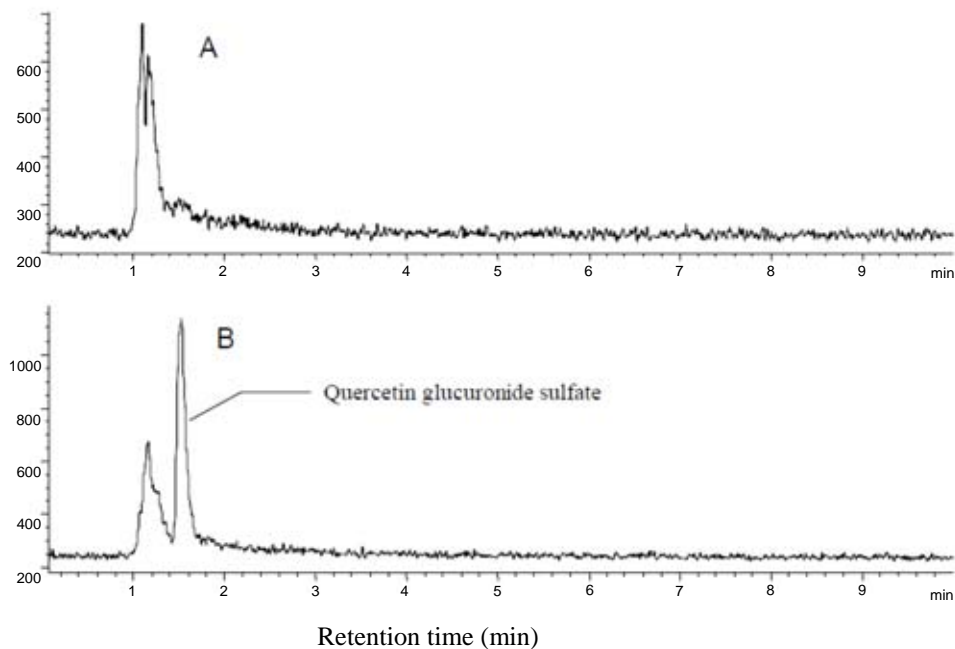 A
600
500
400
300
200
1 2 3 4 5 6 7 8 9 min
B
1000
Quercetin glucuronide sulfate
800
600
400
200
1 2 3 4 5 6 7 8 9 min
Retention time (min)